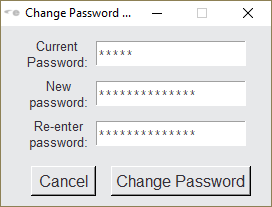 Change Password ...
Current
Password:
*****
New
password:
**************
Re-enter
password:
**************
Cancel
Change Password